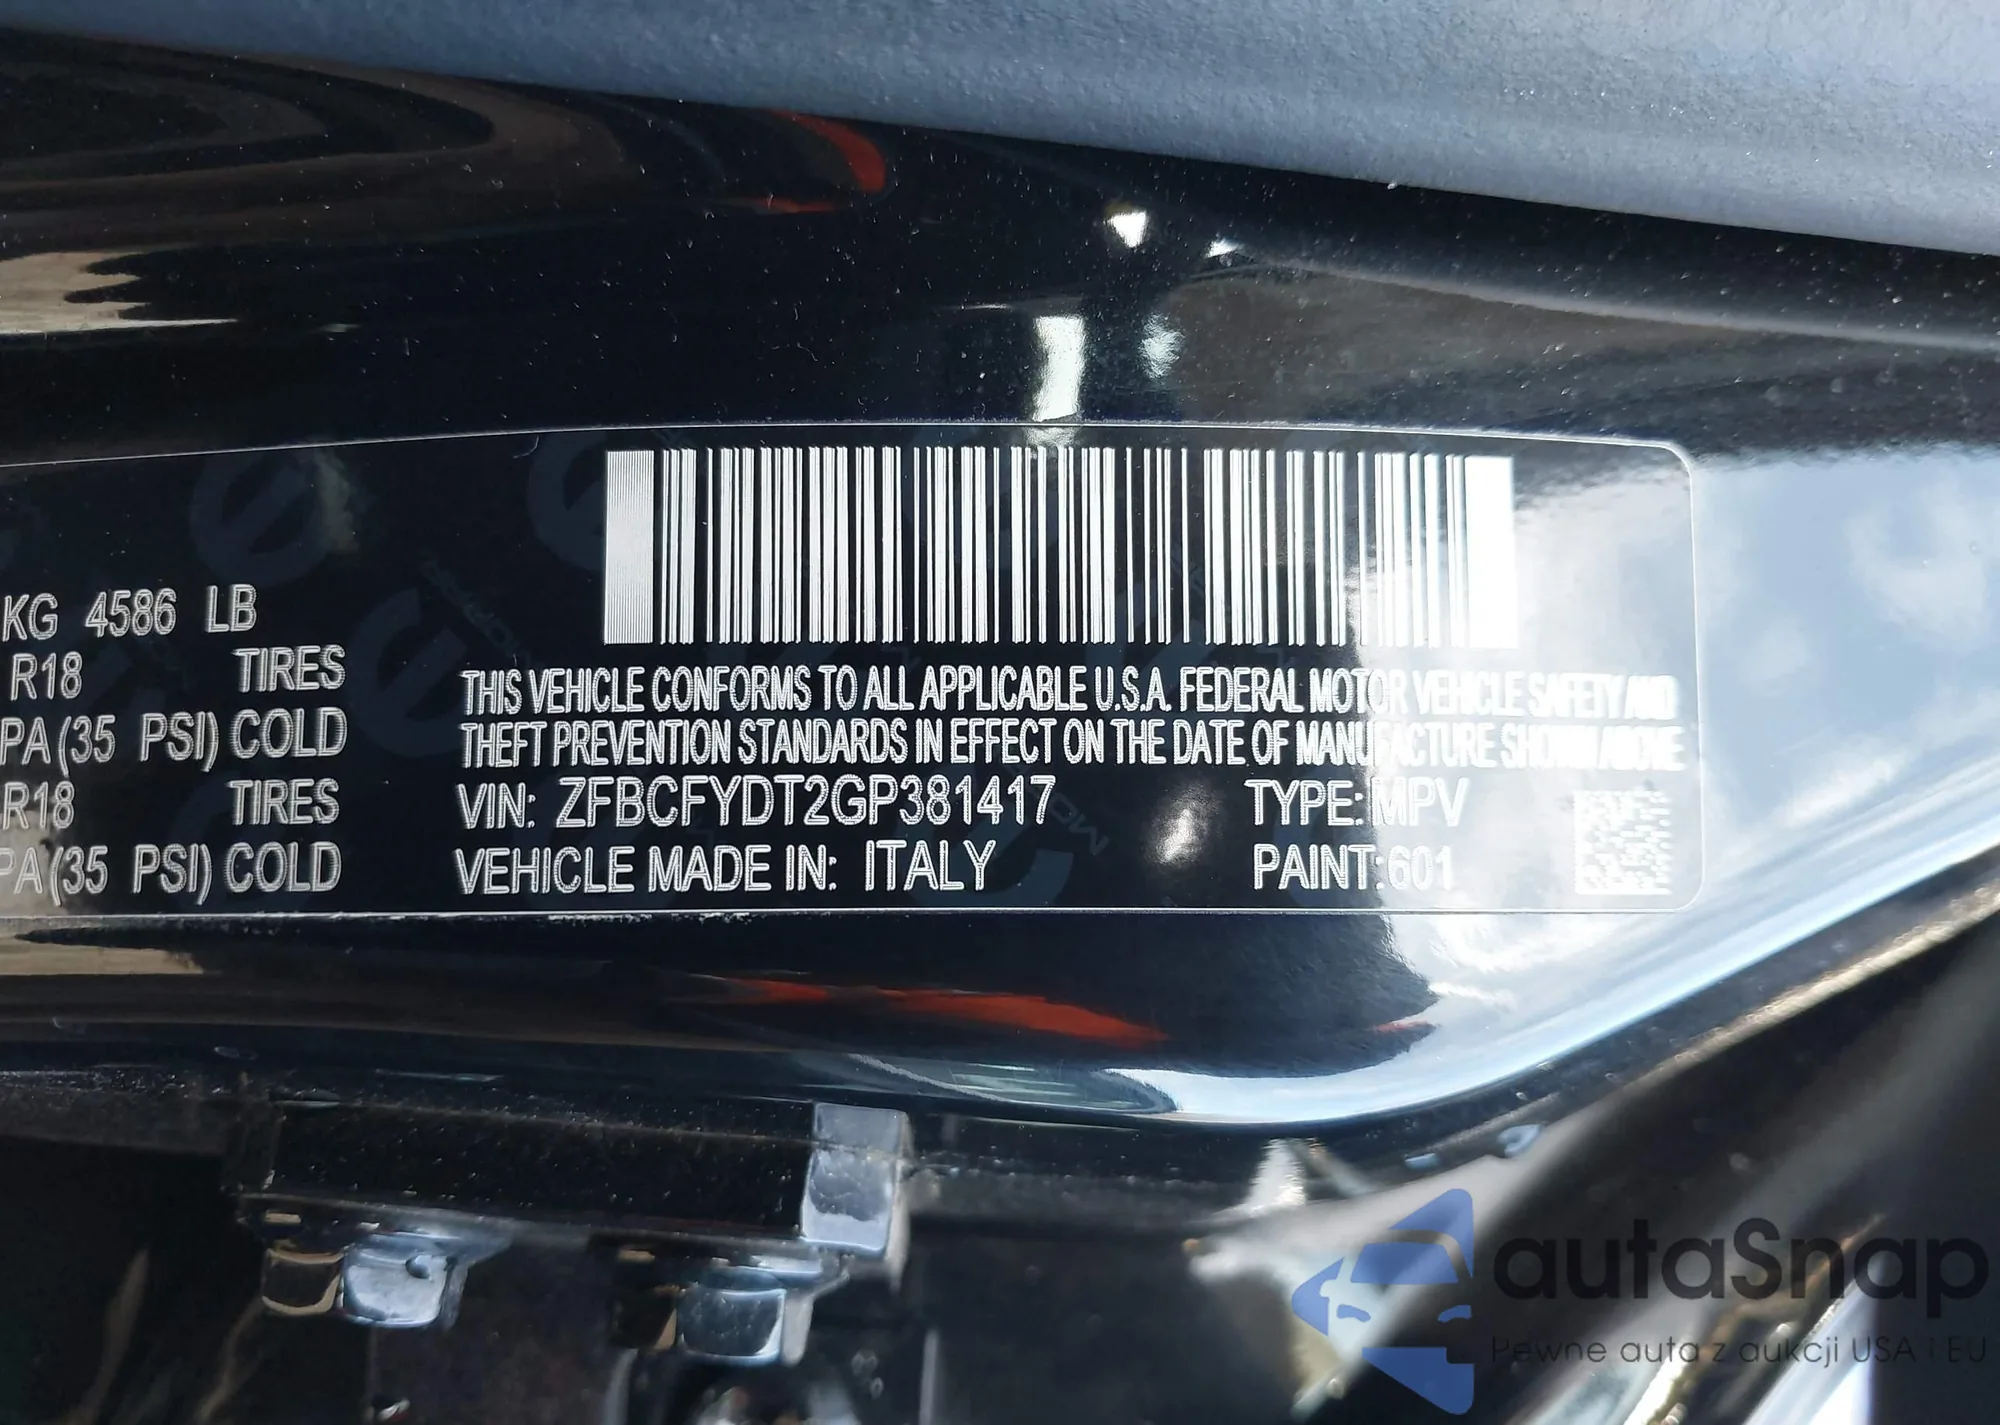 KG 4586 LB
R18 TIRES
PA (35 PSI) COLD
R18 TIRES
PA (35 PSI) COLD
THIS VEHICLE CONFORMS TO ALL APPLICABLE U.S.A. FEDERAL MOTOR VEHICLE SAFETY AND
THEFT PREVENTION STANDARDS IN EFFECT ON THE DATE OF MANUFACTURE SHOWN ABOVE
VIN: ZFBCFYDT2GP381417 TYPE: MPV
VEHICLE MADE IN: ITALY PAINT: 601
autaSnap
Pewne auta z aukcji USA i EU